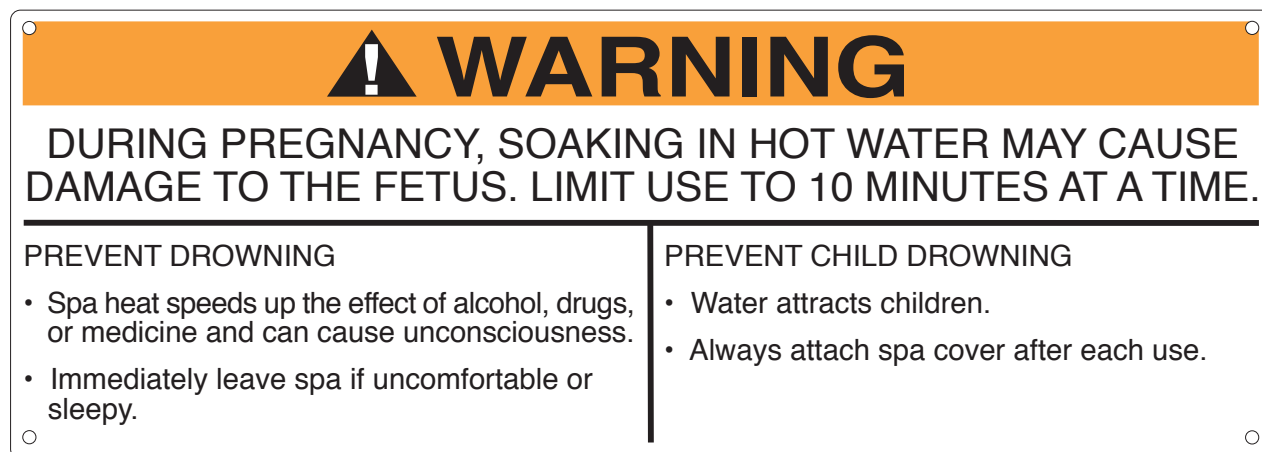 WARNING
DURING PREGNANCY, SOAKING IN HOT WATER MAY CAUSE
DAMAGE TO THE FETUS. LIMIT USE TO 10 MINUTES AT A TIME.
PREVENT DROWNING
• Spa heat speeds up the effect of alcohol, drugs,
or medicine and can cause unconsciousness.
• Immediately leave spa if uncomfortable or
sleepy.
PREVENT CHILD DROWNING
• Water attracts children.
• Always attach spa cover after each use.